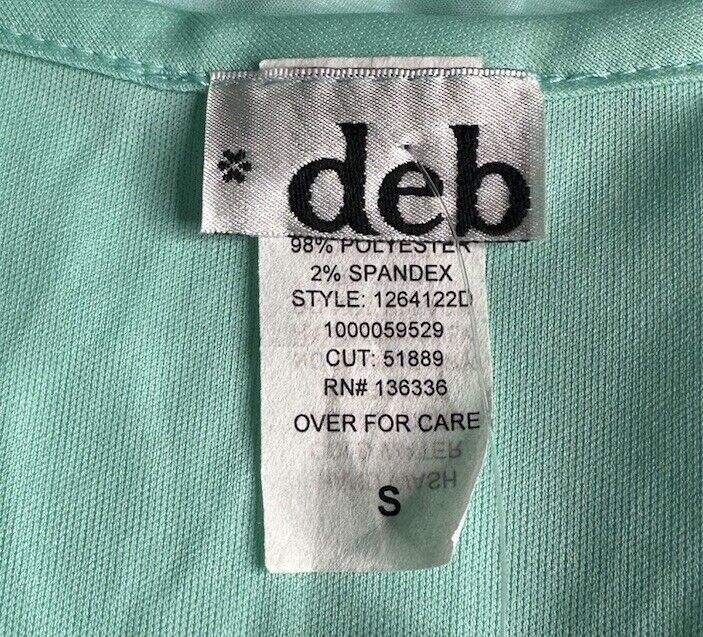 * deb
98% POLYESTER
2% SPANDEX
STYLE: 1264122D
1000059529
CUT: 51889
RN# 136336
OVER FOR CARE
S